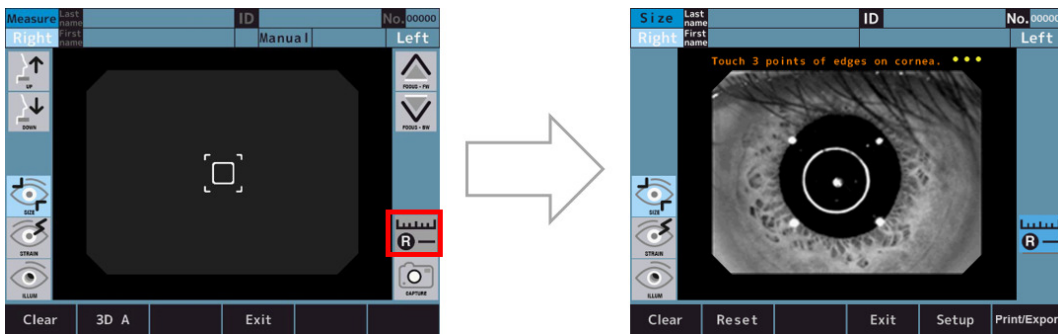 Measure Last name ID No. 00000
Right First name Manual Left
UP
FOCUS・FW
DOWN
FOCUS・BW
SIZE
STRAIN
R
ILLUM
CAPTURE
Clear 3D A Exit
Size Last name ID No. 00000
Right First name Left
Touch 3 points of edges on cornea.
SIZE
STRAIN
R
ILLUM
Clear Reset Exit Setup Print/Expor